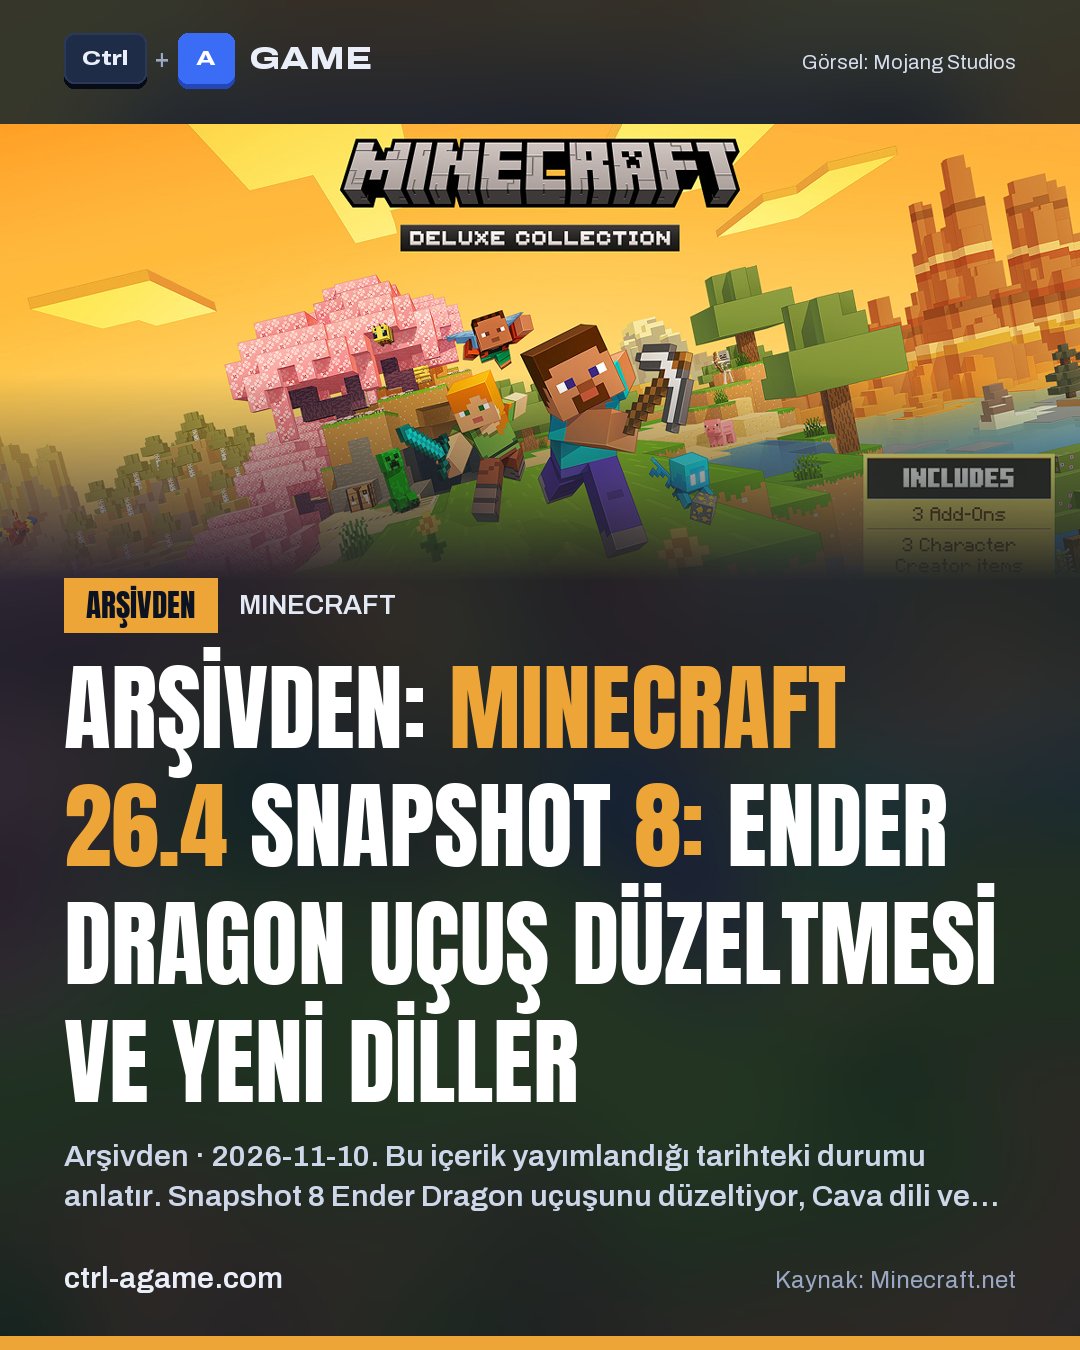 Ctrl + A GAME
Görsel: Mojang Studios
MINECRAFT
DELUXE COLLECTION
INCLUDES
3 Add-Ons
3 Character
Creator items
ARŞİVDEN MINECRAFT
ARŞİVDEN: MINECRAFT
26.4 SNAPSHOT 8: ENDER
DRAGON UÇUŞ DÜZELTMESİ
VE YENİ DİLLER
Arşivden · 2026-11-10. Bu içerik yayımlandığı tarihteki durumu
anlatır. Snapshot 8 Ender Dragon uçuşunu düzeltiyor, Cava dili ve...
ctrl-agame.com
Kaynak: Minecraft.net